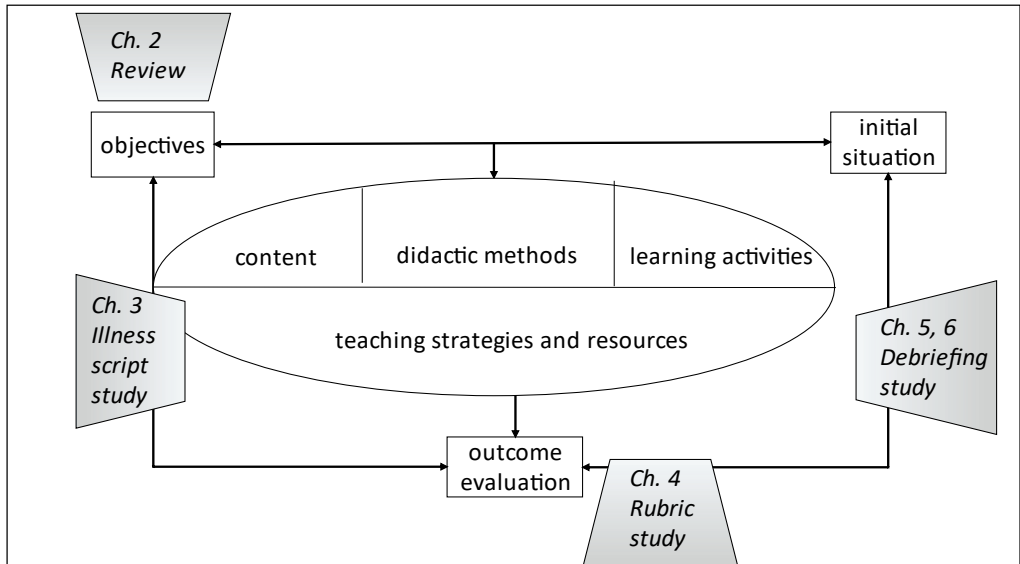 Ch. 2
Review
objectives
initial
situation
content
didactic methods
learning activities
teaching strategies and resources
Ch. 3
Illness
script
study
Ch. 5, 6
Debriefing
study
outcome
evaluation
Ch. 4
Rubric
study